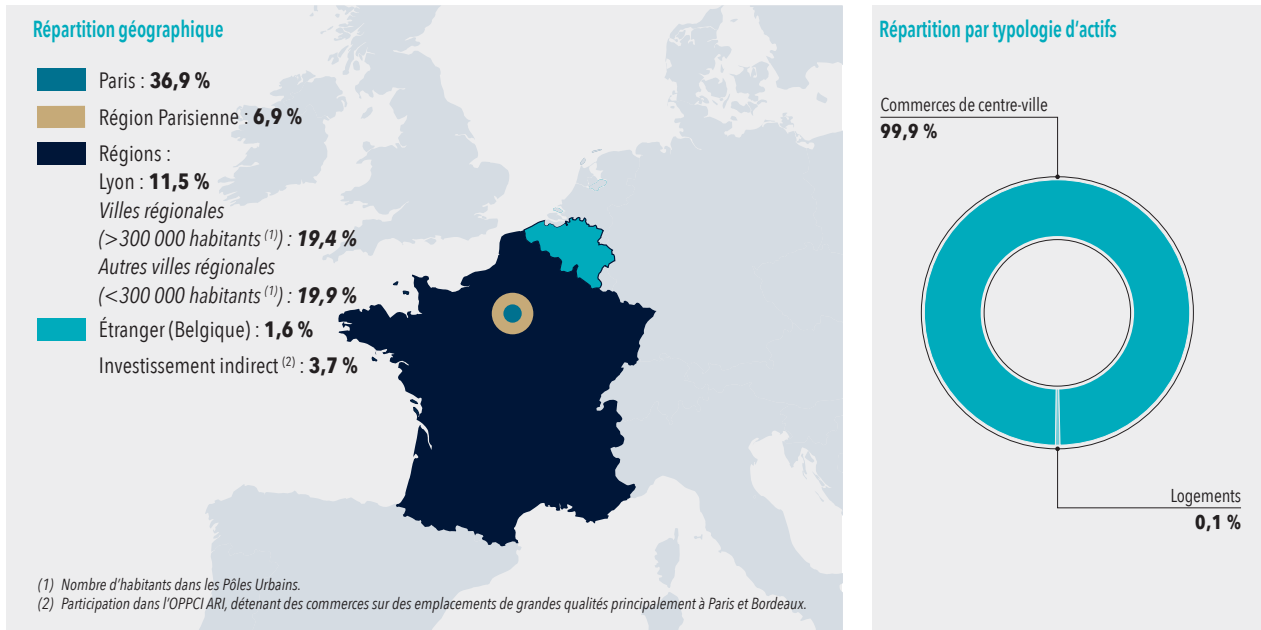 Répartition géographique
Paris : 36,9 %
Région Parisienne : 6,9 %
Régions :
Lyon : 11,5 %
Villes régionales
(>300 000 habitants (1)) : 19,4 %
Autres villes régionales
(<300 000 habitants (1)) : 19,9 %
Étranger (Belgique) : 1,6 %
Investissement indirect (2) : 3,7 %
(1) Nombre d'habitants dans les Pôles Urbains.
(2) Participation dans l'OPPCI ARI, détenant des commerces sur des emplacements de grandes qualités principalement à Paris et Bordeaux.
Répartition par typologie d'actifs
Commerces de centre-ville
99,9 %
Logements
0,1 %